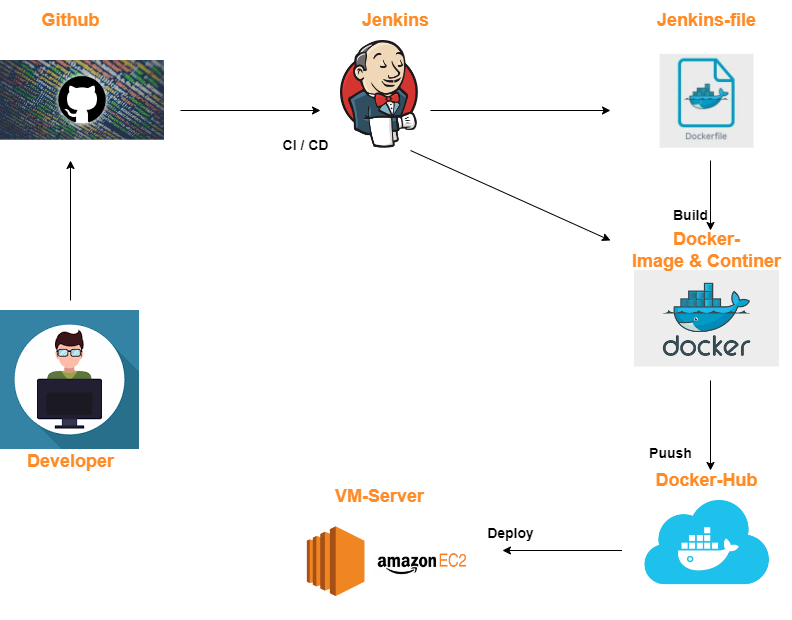 Github
Jenkins
Jenkins-file
Dockerfile
CI / CD
Build
Docker-
Image & Continer
docker
Developer
Puush
Docker-Hub
VM-Server
Deploy
amazon EC2